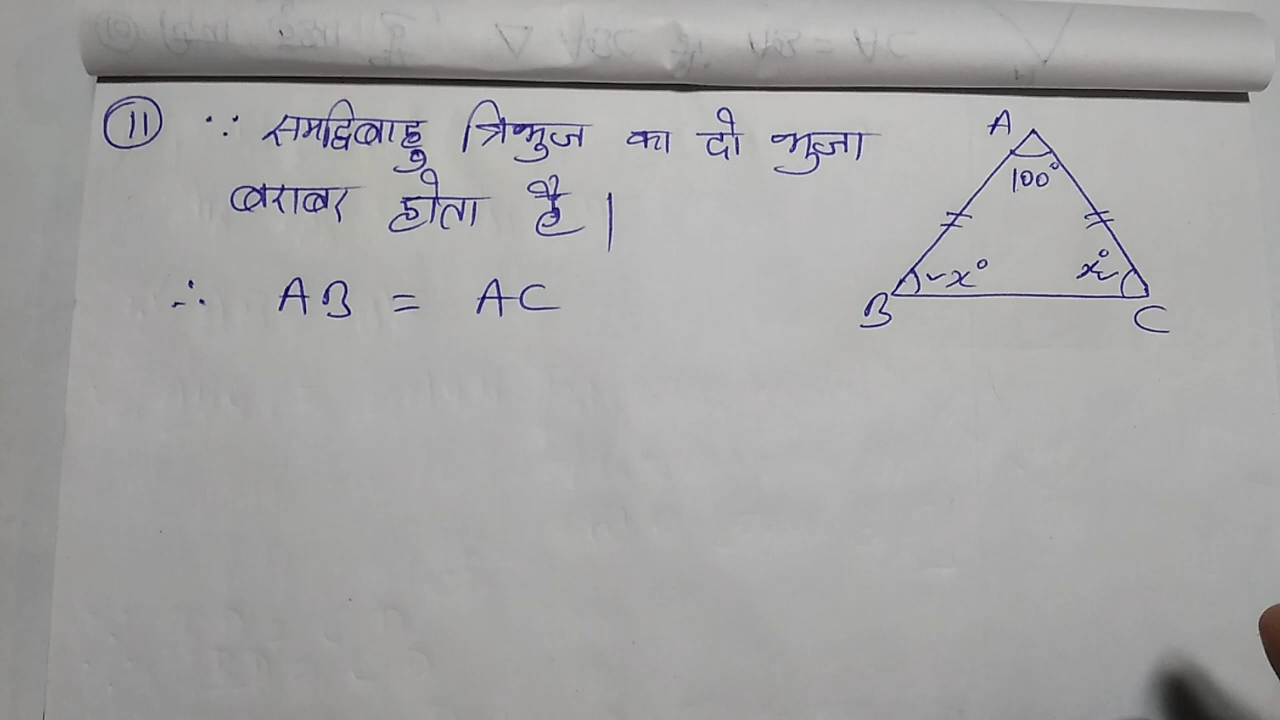 11 ∵ समद्विबाहु त्रिभुज का दो भुजा
बराबर होता है |
∴ AB = AC
A
100°
x°
x°
B
C